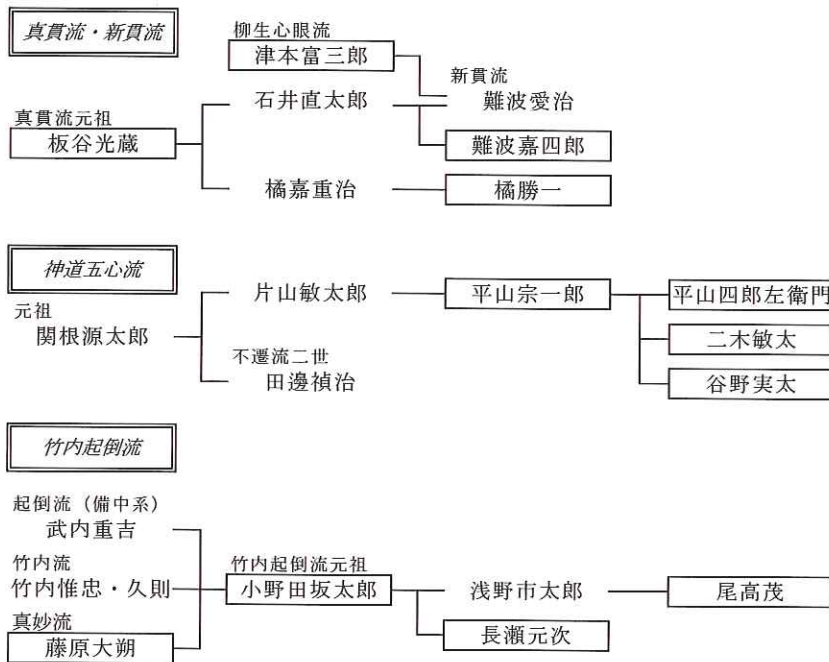 真貫流・新貫流
柳生心眼流
津本富三郎
新貫流
石井直太郎
難波愛治
真貫流元祖
板谷光蔵
難波嘉四郎
橘嘉重治
橘勝一
神道五心流
片山敏太郎
平山宗一郎
平山四郎左衛門
元祖
関根源太郎
二木敏太
不遷流二世
田邊禎治
谷野実太
竹内起倒流
起倒流（備中系）
武内重吉
竹内流
竹内惟忠・久則
竹内起倒流元祖
小野田坂太郎
浅野市太郎
尾高茂
真妙流
藤原大朔
長瀬元次